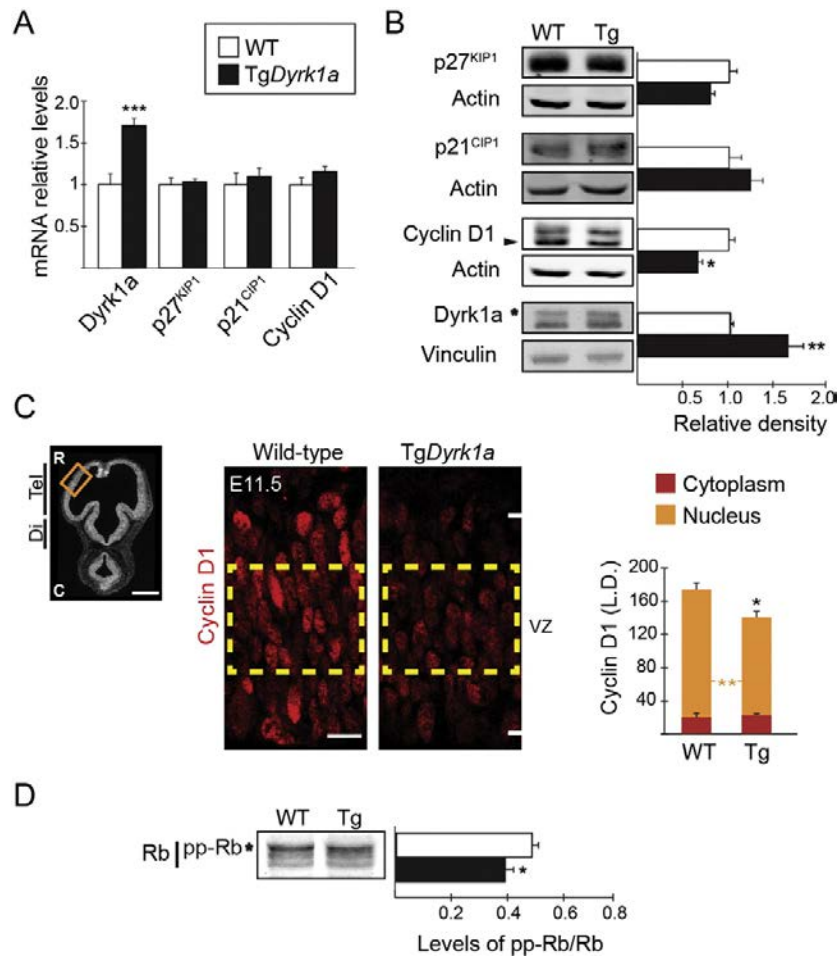 A
WT
TgDyrk1a
mRNA relative levels
2.0
1.5
1
0.5
***
Dyrk1a
p27KIP1
p21CIP1
Cyclin D1
B
WT Tg
p27KIP1
Actin
p21CIP1
Actin
Cyclin D1
Actin
*
Dyrk1a *
Vinculin
**
0.5 1.0 1.5 2.0
Relative density
C
R
Tel
Di
C
Wild-type TgDyrk1a
E11.5
Cyclin D1
VZ
Cytoplasm
Nucleus
Cyclin D1 (L.D.)
200
160
120
80
40
*
**
WT Tg
D
WT Tg
Rb pp-Rb*
*
0.2 0.4 0.6 0.8
Levels of pp-Rb/Rb